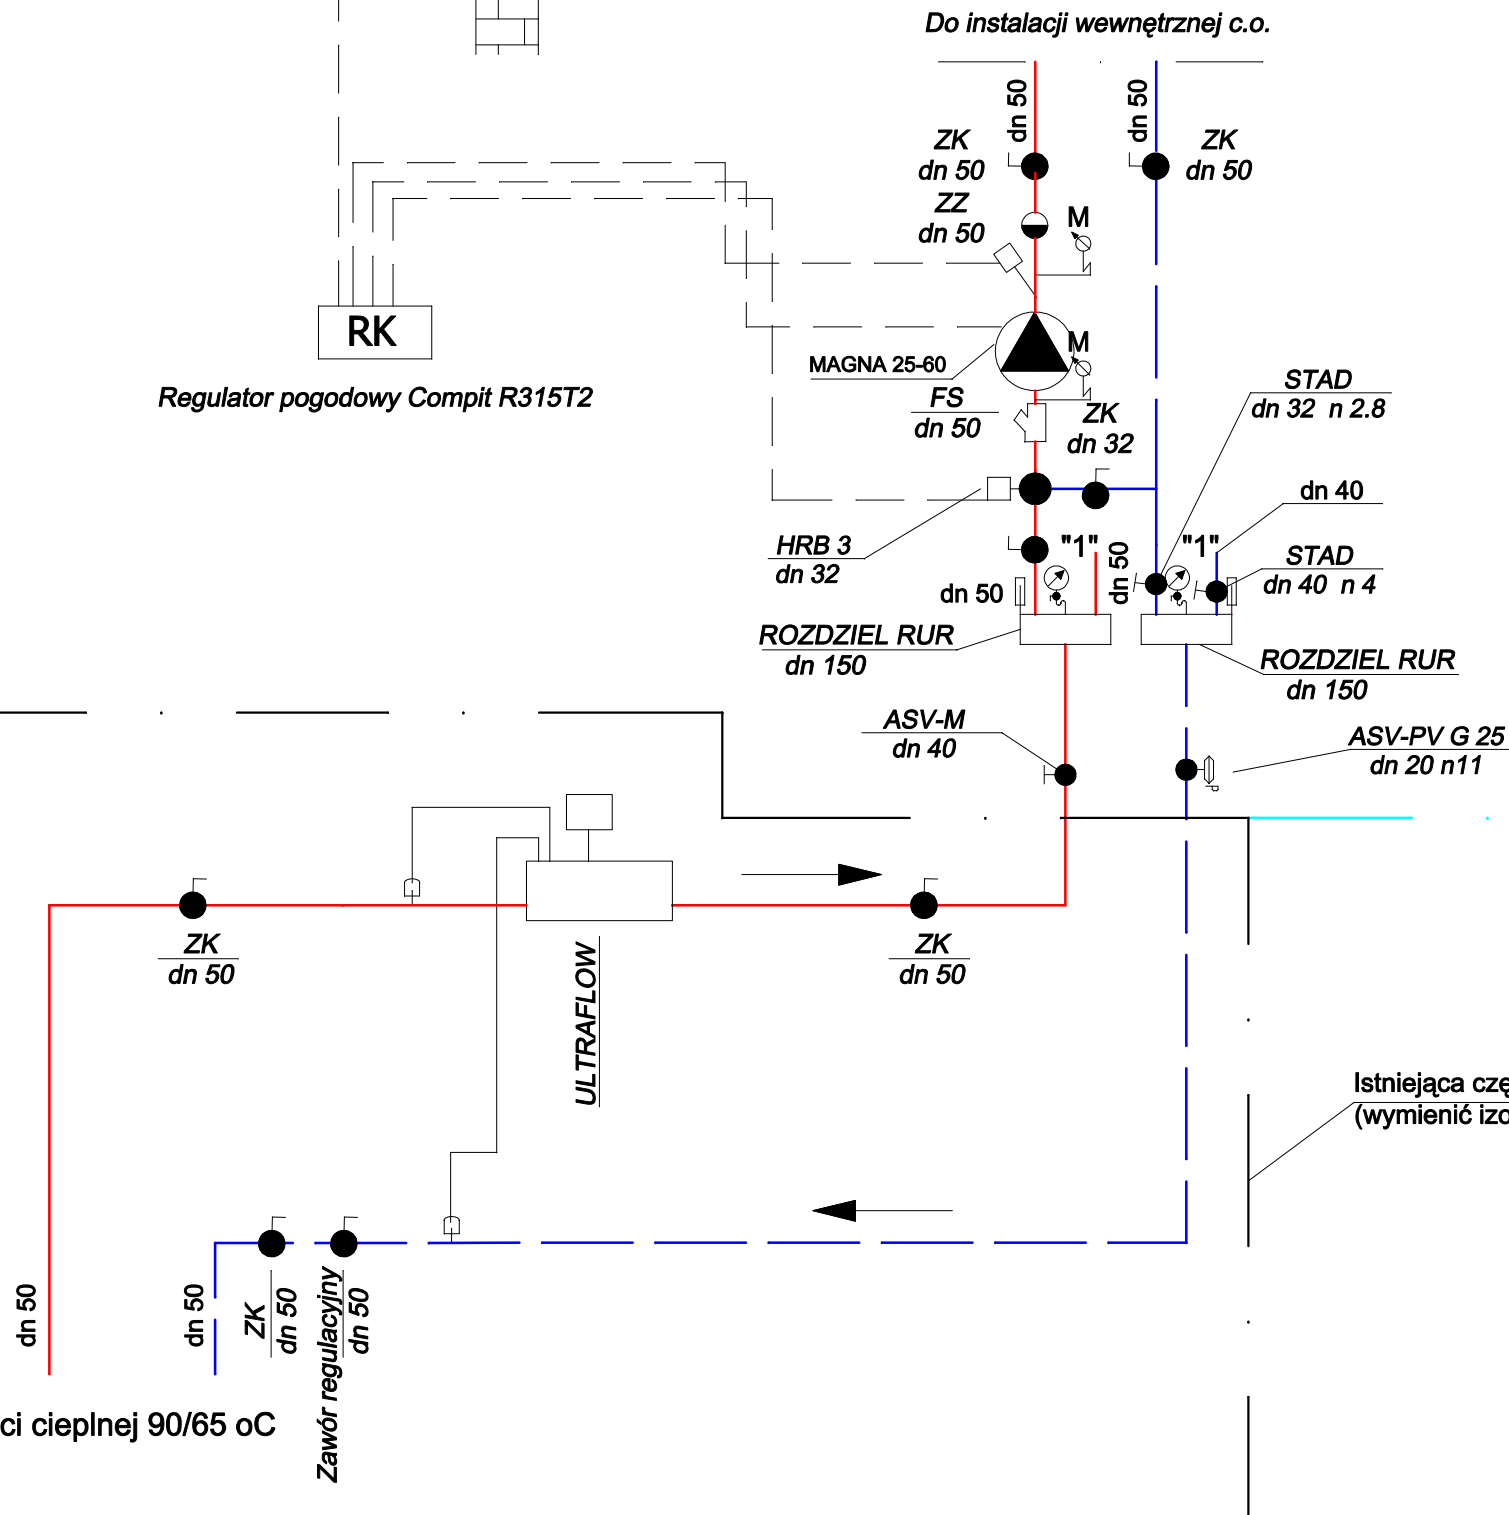 Do instalacji wewnętrznej c.o.
dn 50
dn 50
ZK
dn 50
ZK
dn 50
ZZ
dn 50
M
RK
Regulator pogodowy Compit R315T2
M
MAGNA 25-60
FS
dn 50
ZK
dn 32
STAD
dn 32 n 2.8
dn 40
HRB 3
dn 32
"1"
dn 50
"1"
STAD
dn 40 n 4
dn 50
ROZDZIEL RUR
dn 150
ROZDZIEL RUR
dn 150
ASV-M
dn 40
ASV-PV G 25
dn 20 n11
ZK
dn 50
ULTRAFLOW
ZK
dn 50
Istniejąca czę
(wymienić izo
dn 50
dn 50
ZK
dn 50
Zawór regulacyjny
dn 50
ci cieplnej 90/65 oC